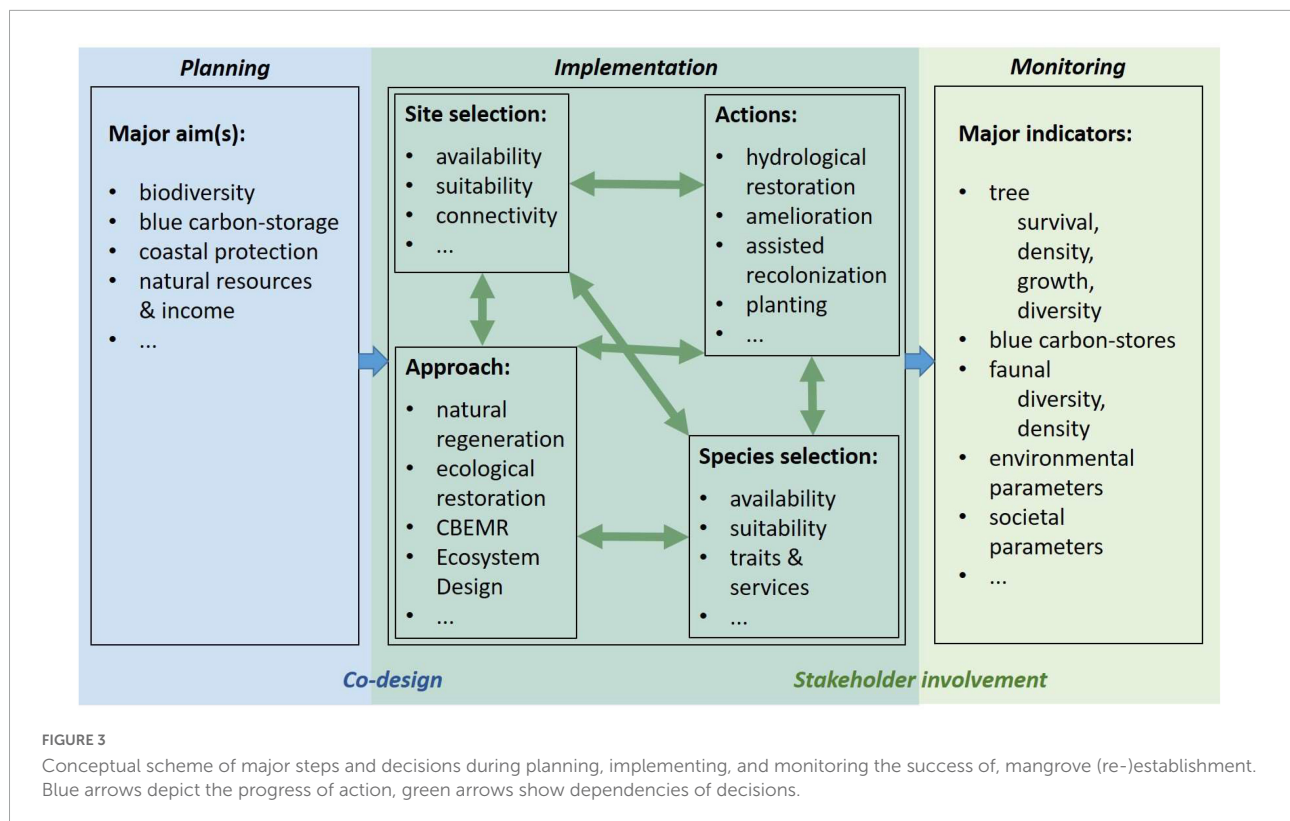 Planning
Major aim(s):
• biodiversity
• blue carbon-storage
• coastal protection
• natural resources
& income
• ...
Implementation
Site selection:
• availability
• suitability
• connectivity
• ...
Actions:
• hydrological
restoration
• amelioration
• assisted
recolonization
• planting
• ...
Approach:
• natural
regeneration
• ecological
restoration
• CBEMR
• Ecosystem
Design
• ...
Species selection:
• availability
• suitability
• traits &
services
• ...
Monitoring
Major indicators:
• tree
survival,
density,
growth,
diversity
• blue carbon-stores
• faunal
diversity,
density
• environmental
parameters
• societal
parameters
• ...
Co-design
Stakeholder involvement
FIGURE 3
Conceptual scheme of major steps and decisions during planning, implementing, and monitoring the success of, mangrove (re-)establishment.
Blue arrows depict the progress of action, green arrows show dependencies of decisions.